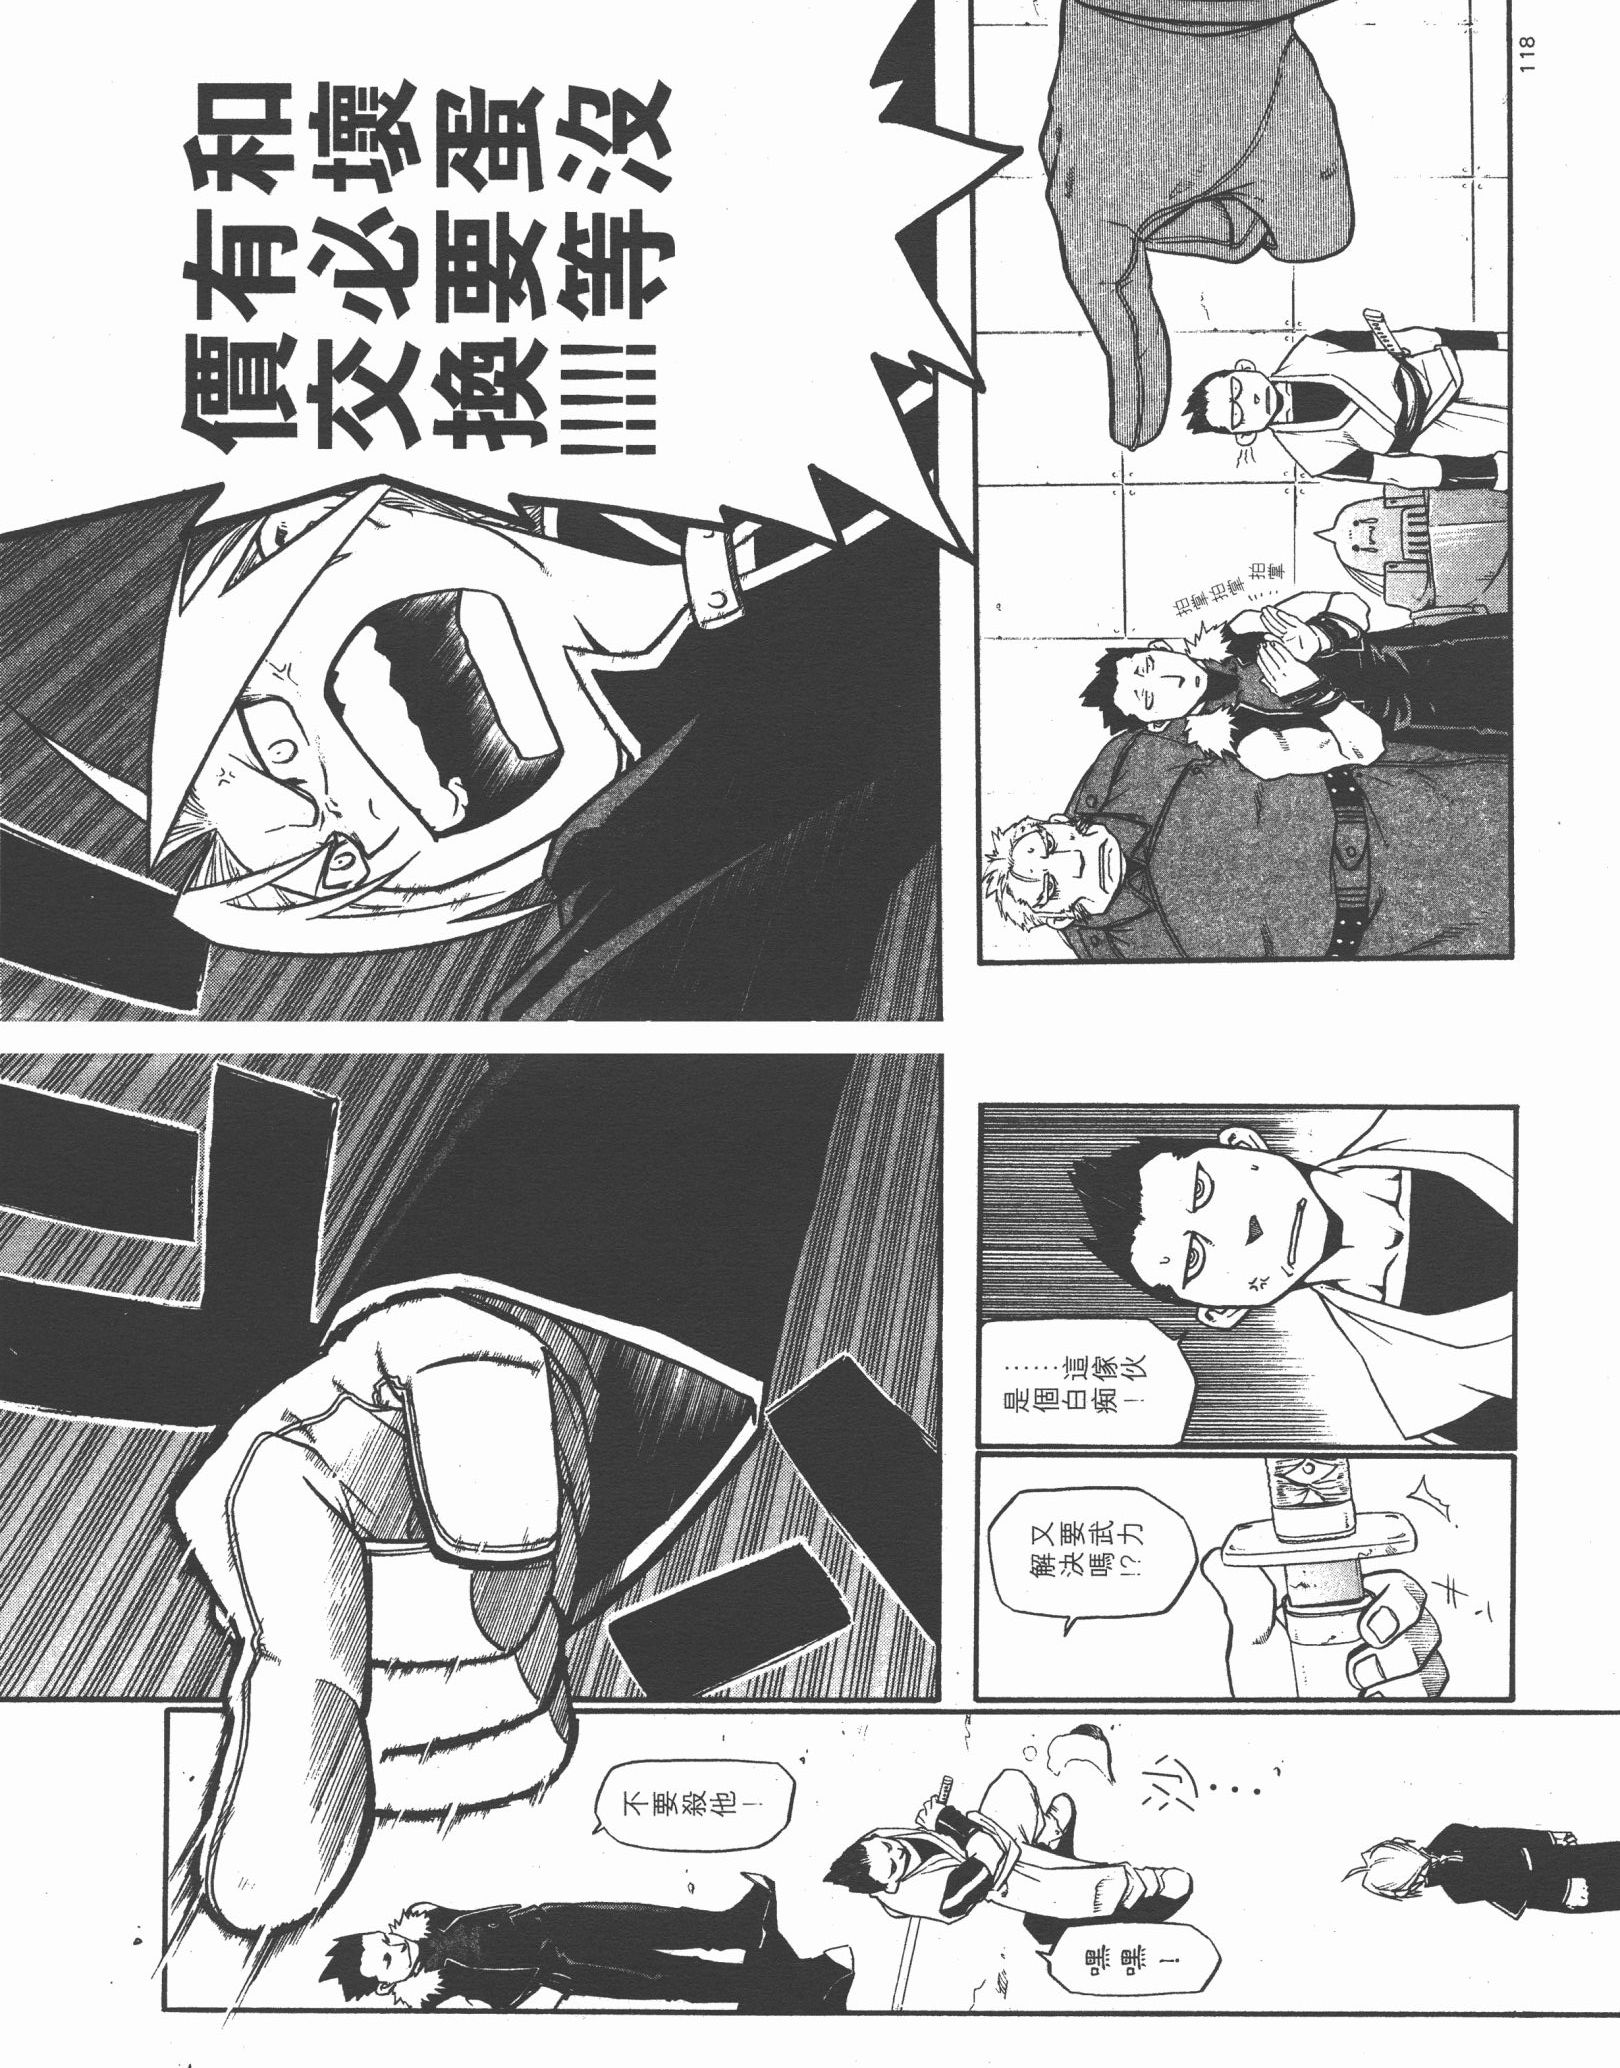 和壞蛋沒
有必要等
價交換!!!!!
拍掌
拍掌
拍掌
……這傢伙
是個白痴!
又要武力
解決嗎!?
不要殺他!
沙…
嘿嘿!
118